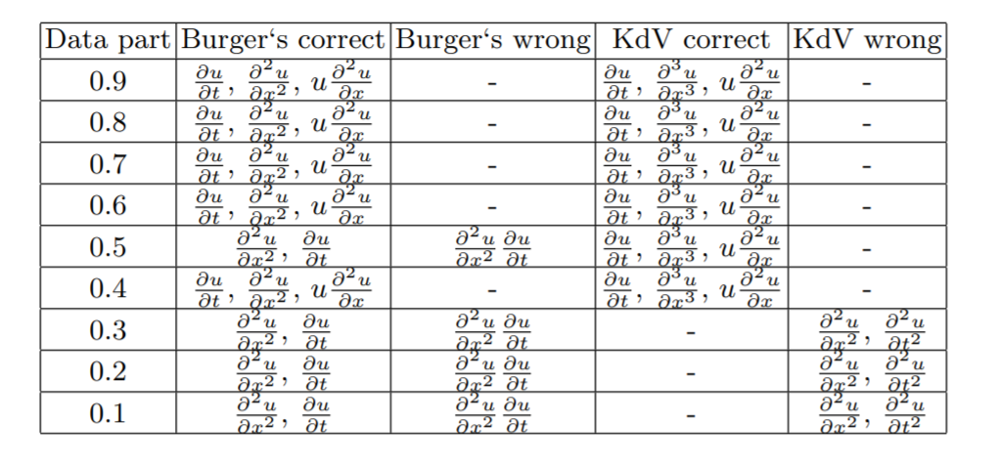 Data part Burger's correct Burger‘s wrong KdV correct KdV wrong
0.9 ∂u/∂t, ∂²u/∂x², u ∂²u/∂x - ∂u/∂t, ∂³u/∂x³, u ∂²u/∂x -
0.8 ∂u/∂t, ∂²u/∂x², u ∂²u/∂x - ∂u/∂t, ∂³u/∂x³, u ∂²u/∂x -
0.7 ∂u/∂t, ∂²u/∂x², u ∂²u/∂x - ∂u/∂t, ∂³u/∂x³, u ∂²u/∂x -
0.6 ∂u/∂t, ∂²u/∂x², u ∂²u/∂x - ∂u/∂t, ∂³u/∂x³, u ∂²u/∂x -
0.5 ∂²u/∂x², ∂u/∂t ∂²u/∂x² ∂u/∂t ∂u/∂t, ∂³u/∂x³, u ∂²u/∂x -
0.4 ∂u/∂t, ∂²u/∂x², u ∂²u/∂x - ∂u/∂t, ∂³u/∂x³, u ∂²u/∂x -
0.3 ∂²u/∂x², ∂u/∂t ∂²u/∂x² ∂u/∂t - ∂²u/∂x², ∂²u/∂t²
0.2 ∂²u/∂x², ∂u/∂t ∂²u/∂x² ∂u/∂t - ∂²u/∂x², ∂²u/∂t²
0.1 ∂²u/∂x², ∂u/∂t ∂²u/∂x² ∂u/∂t - ∂²u/∂x², ∂²u/∂t²